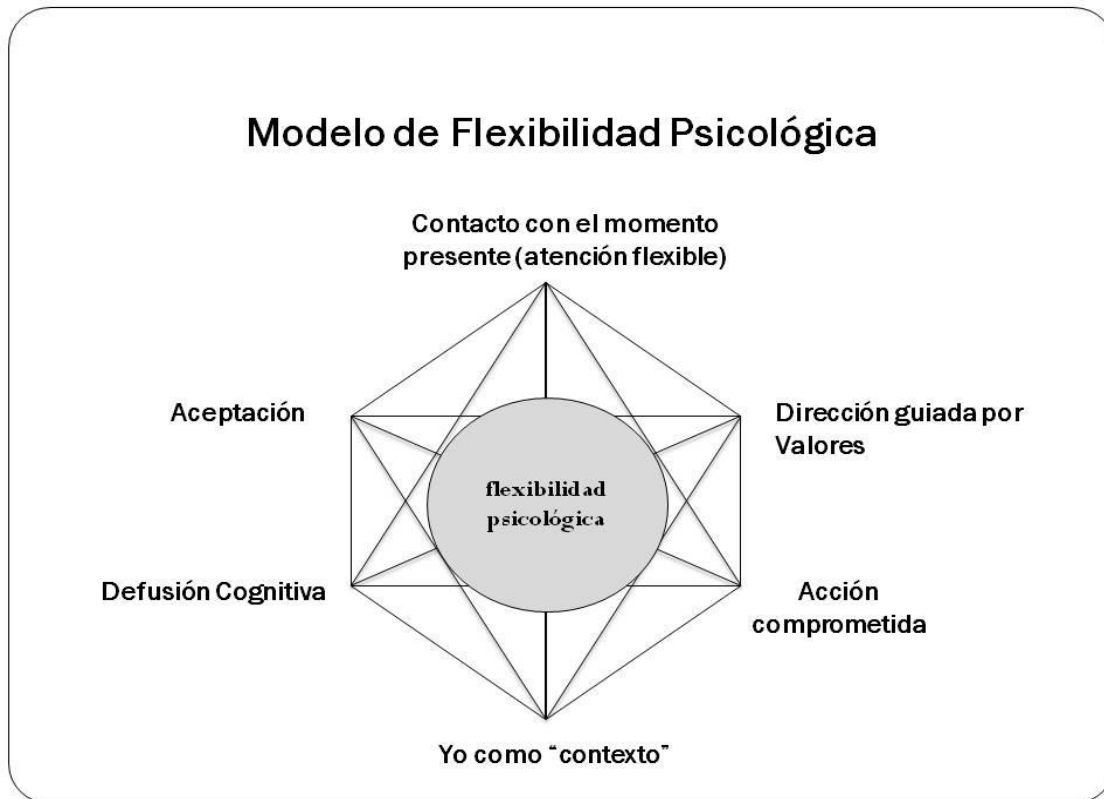 Modelo de Flexibilidad Psicológica
Contacto con el momento
presente (atención flexible)
Aceptación
Dirección guiada por
Valores
flexibilidad
psicológica
Defusión Cognitiva
Acción
comprometida
Yo como “contexto”